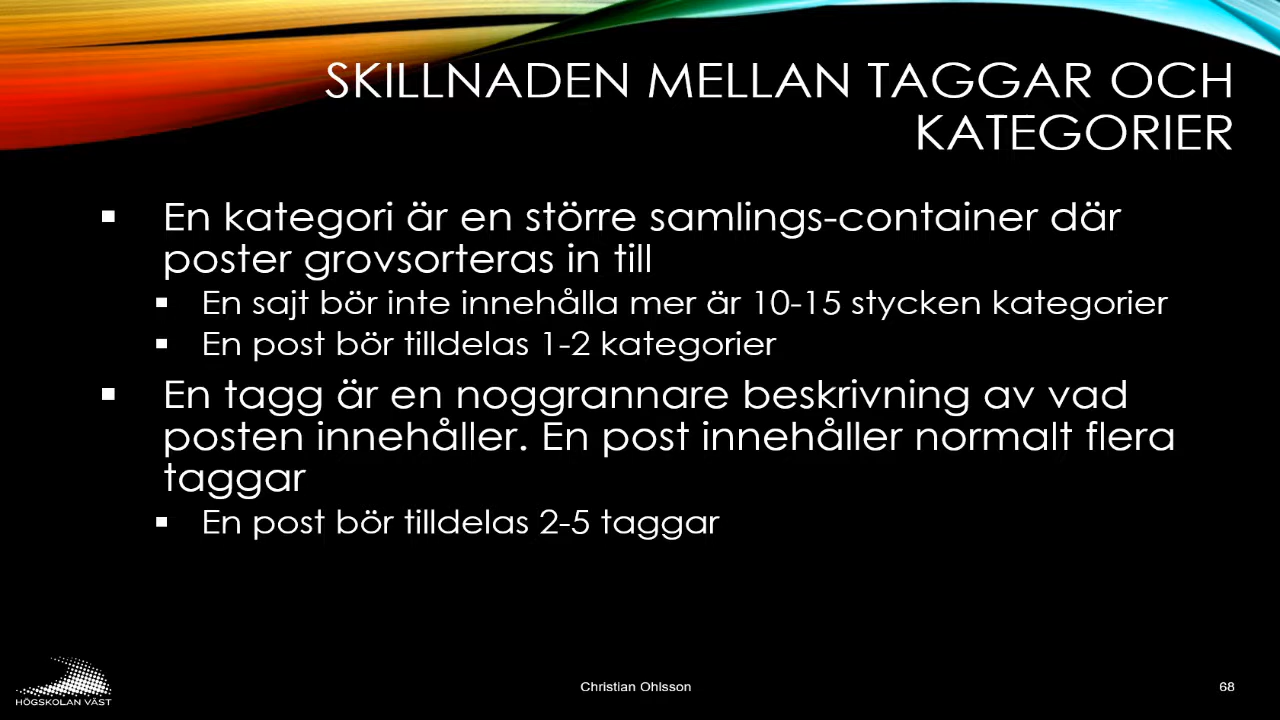 SKILLNADEN MELLAN TAGGAR OCH
KATEGORIER
▪ En kategori är en större samlings-container där
poster grovsorteras in till
▪ En sajt bör inte innehålla mer är 10-15 stycken kategorier
▪ En post bör tilldelas 1-2 kategorier
▪ En tagg är en noggrannare beskrivning av vad
posten innehåller. En post innehåller normalt flera
taggar
▪ En post bör tilldelas 2-5 taggar
HÖGSKOLAN VÄST
Christian Ohlsson
68